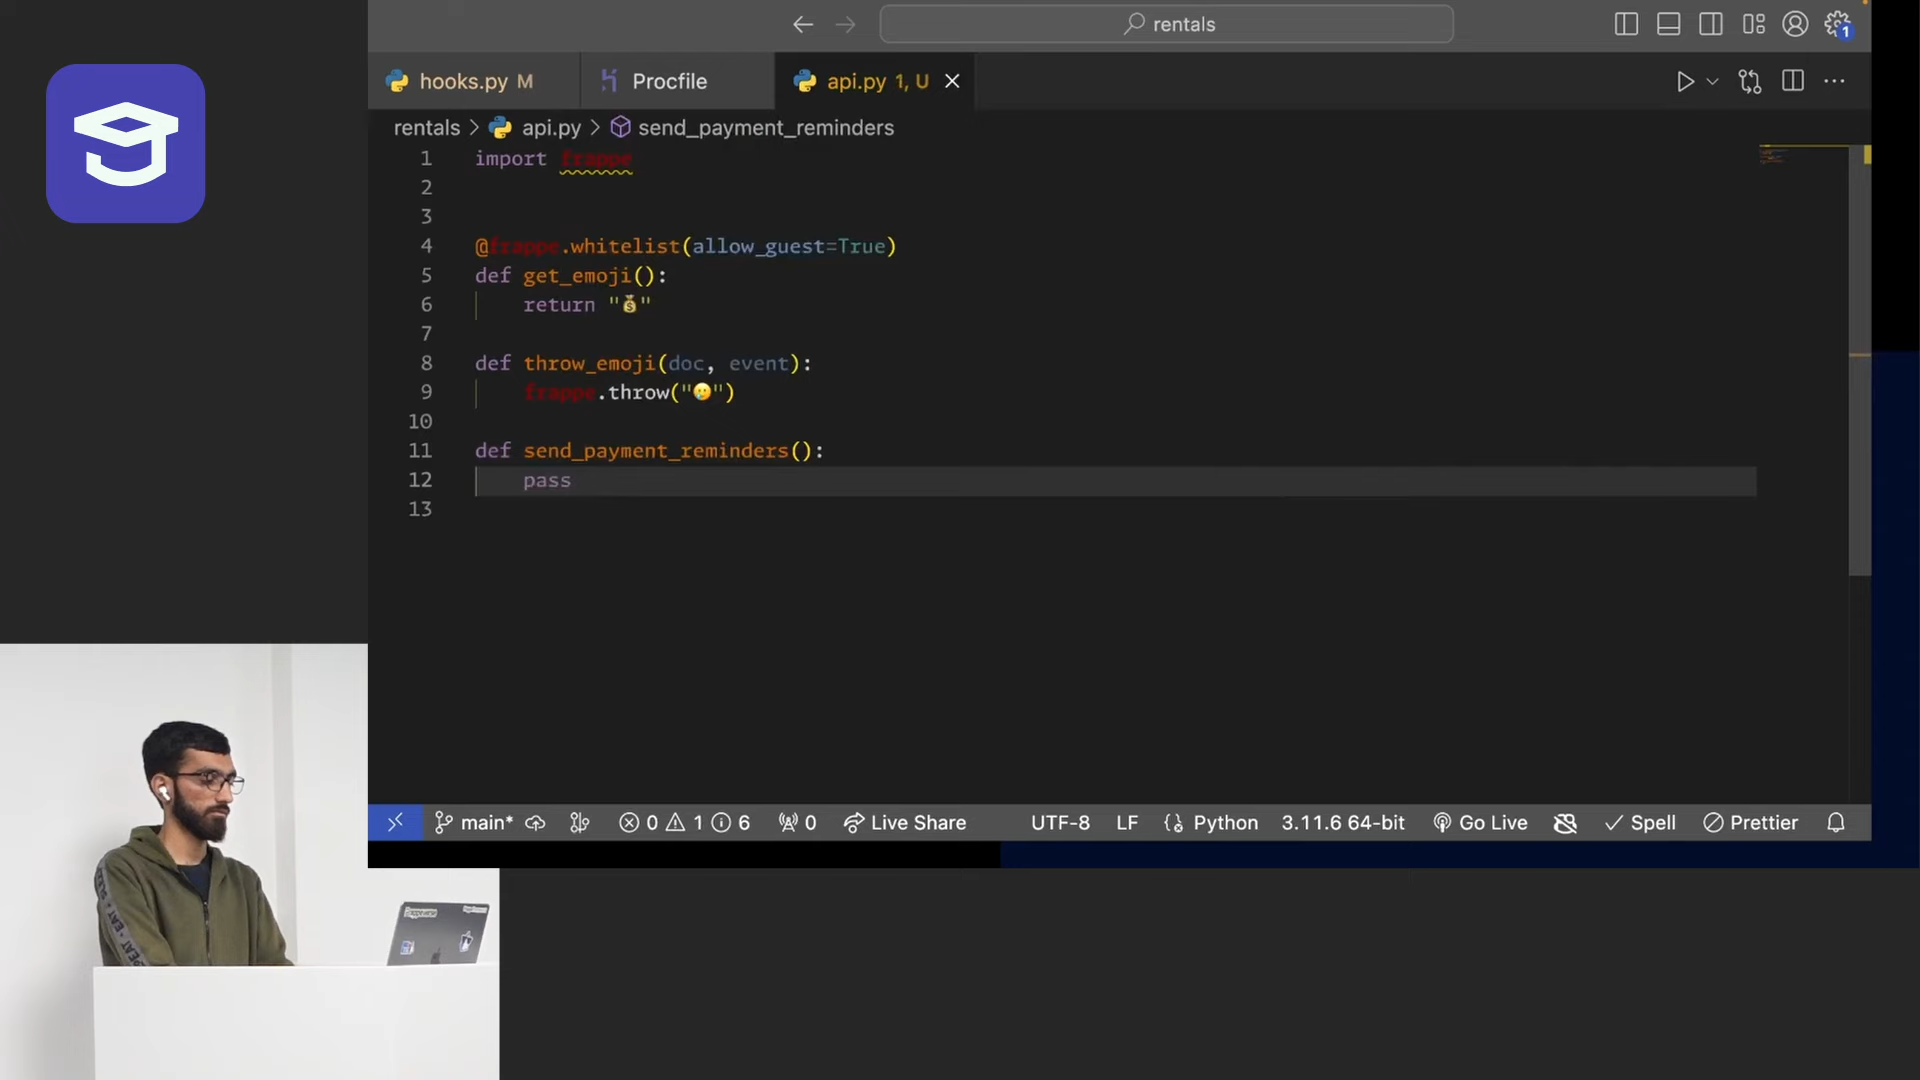 rentals
hooks.py M
Procfile
api.py 1, U
1
rentals > api.py > send_payment_reminders
1 import frappe
2
3
4 @frappe.whitelist(allow_guest=True)
5 def get_emoji():
6 return "💰"
7
8 def throw_emoji(doc, event):
9 frappe.throw("🥲")
10
11 def send_payment_reminders():
12 pass
13
main* 0 1 6 0 Live Share UTF-8 LF Python 3.11.6 64-bit Go Live Spell Prettier